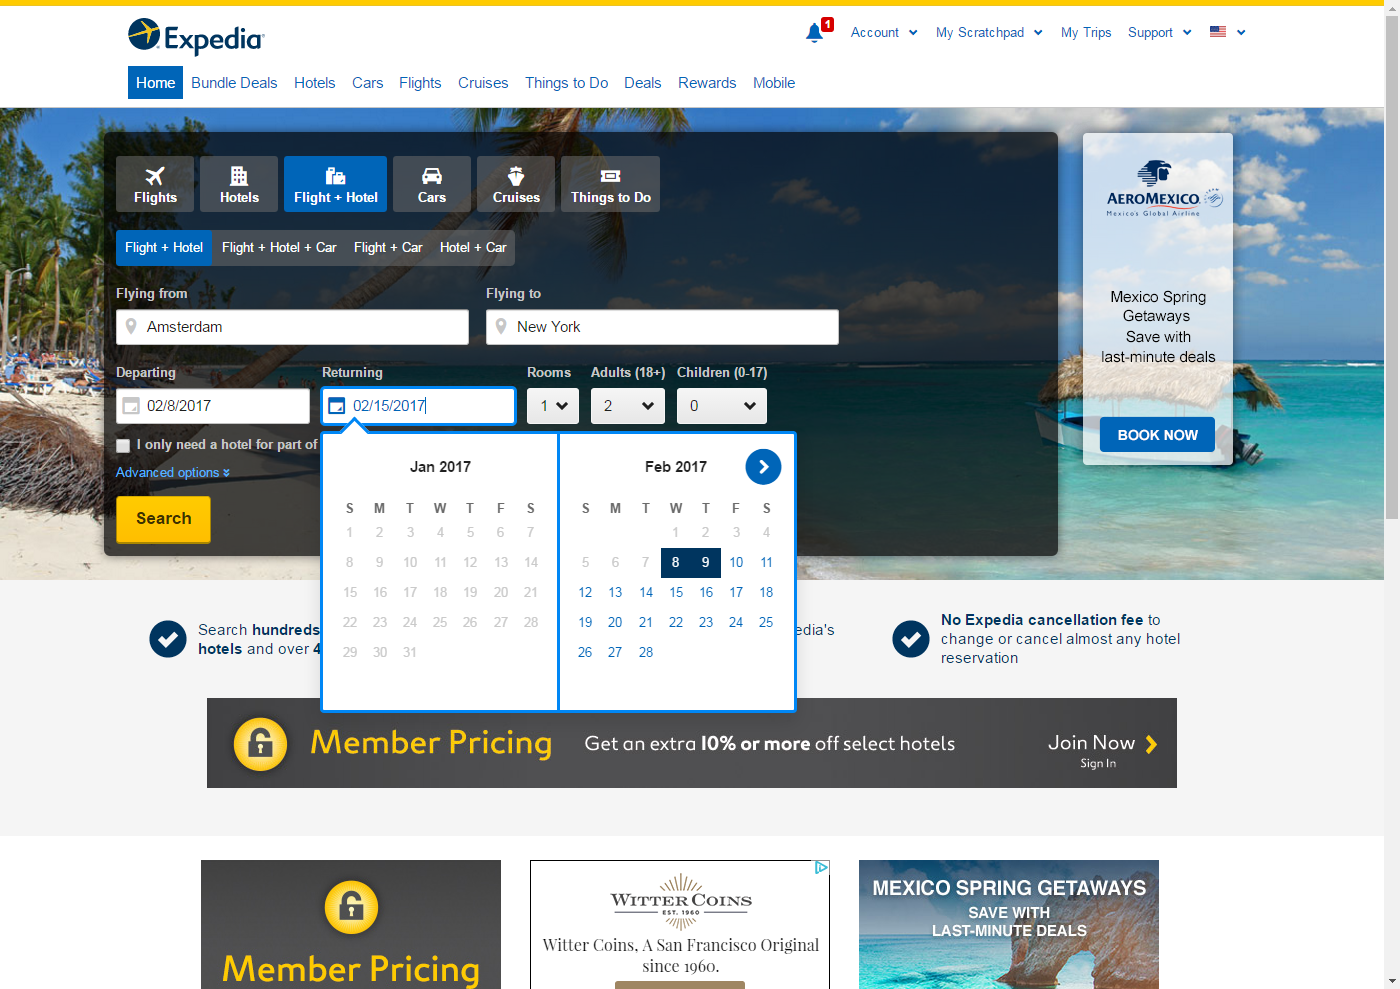 Expedia
1
Account
My Scratchpad
My Trips
Support
Home
Bundle Deals
Hotels
Cars
Flights
Cruises
Things to Do
Deals
Rewards
Mobile
Flights
Hotels
Flight + Hotel
Cars
Cruises
Things to Do
Flight + Hotel
Flight + Hotel + Car
Flight + Car
Hotel + Car
Flying from
Flying to
Amsterdam
New York
Departing
Returning
Rooms
Adults (18+)
Children (0-17)
02/8/2017
02/15/2017
1
2
0
I only need a hotel for part of
Advanced options
Search
Jan 2017
S M T W T F S
1 2 3 4 5 6 7
8 9 10 11 12 13 14
15 16 17 18 19 20 21
22 23 24 25 26 27 28
29 30 31
Feb 2017
S M T W T F S
1 2 3 4
5 6 7 8 9 10 11
12 13 14 15 16 17 18
19 20 21 22 23 24 25
26 27 28
AEROMEXICO
Mexico's Global Airline
Mexico Spring
Getaways
Save with
last-minute deals
BOOK NOW
Search hundreds
hotels and over 4
edia's
No Expedia cancellation fee to
change or cancel almost any hotel
reservation
Member Pricing
Get an extra 10% or more off select hotels
Join Now
Sign In
Member Pricing
WITTER COINS
EST. 1960
Witter Coins, A San Francisco Original
since 1960.
MEXICO SPRING GETAWAYS
SAVE WITH
LAST-MINUTE DEALS